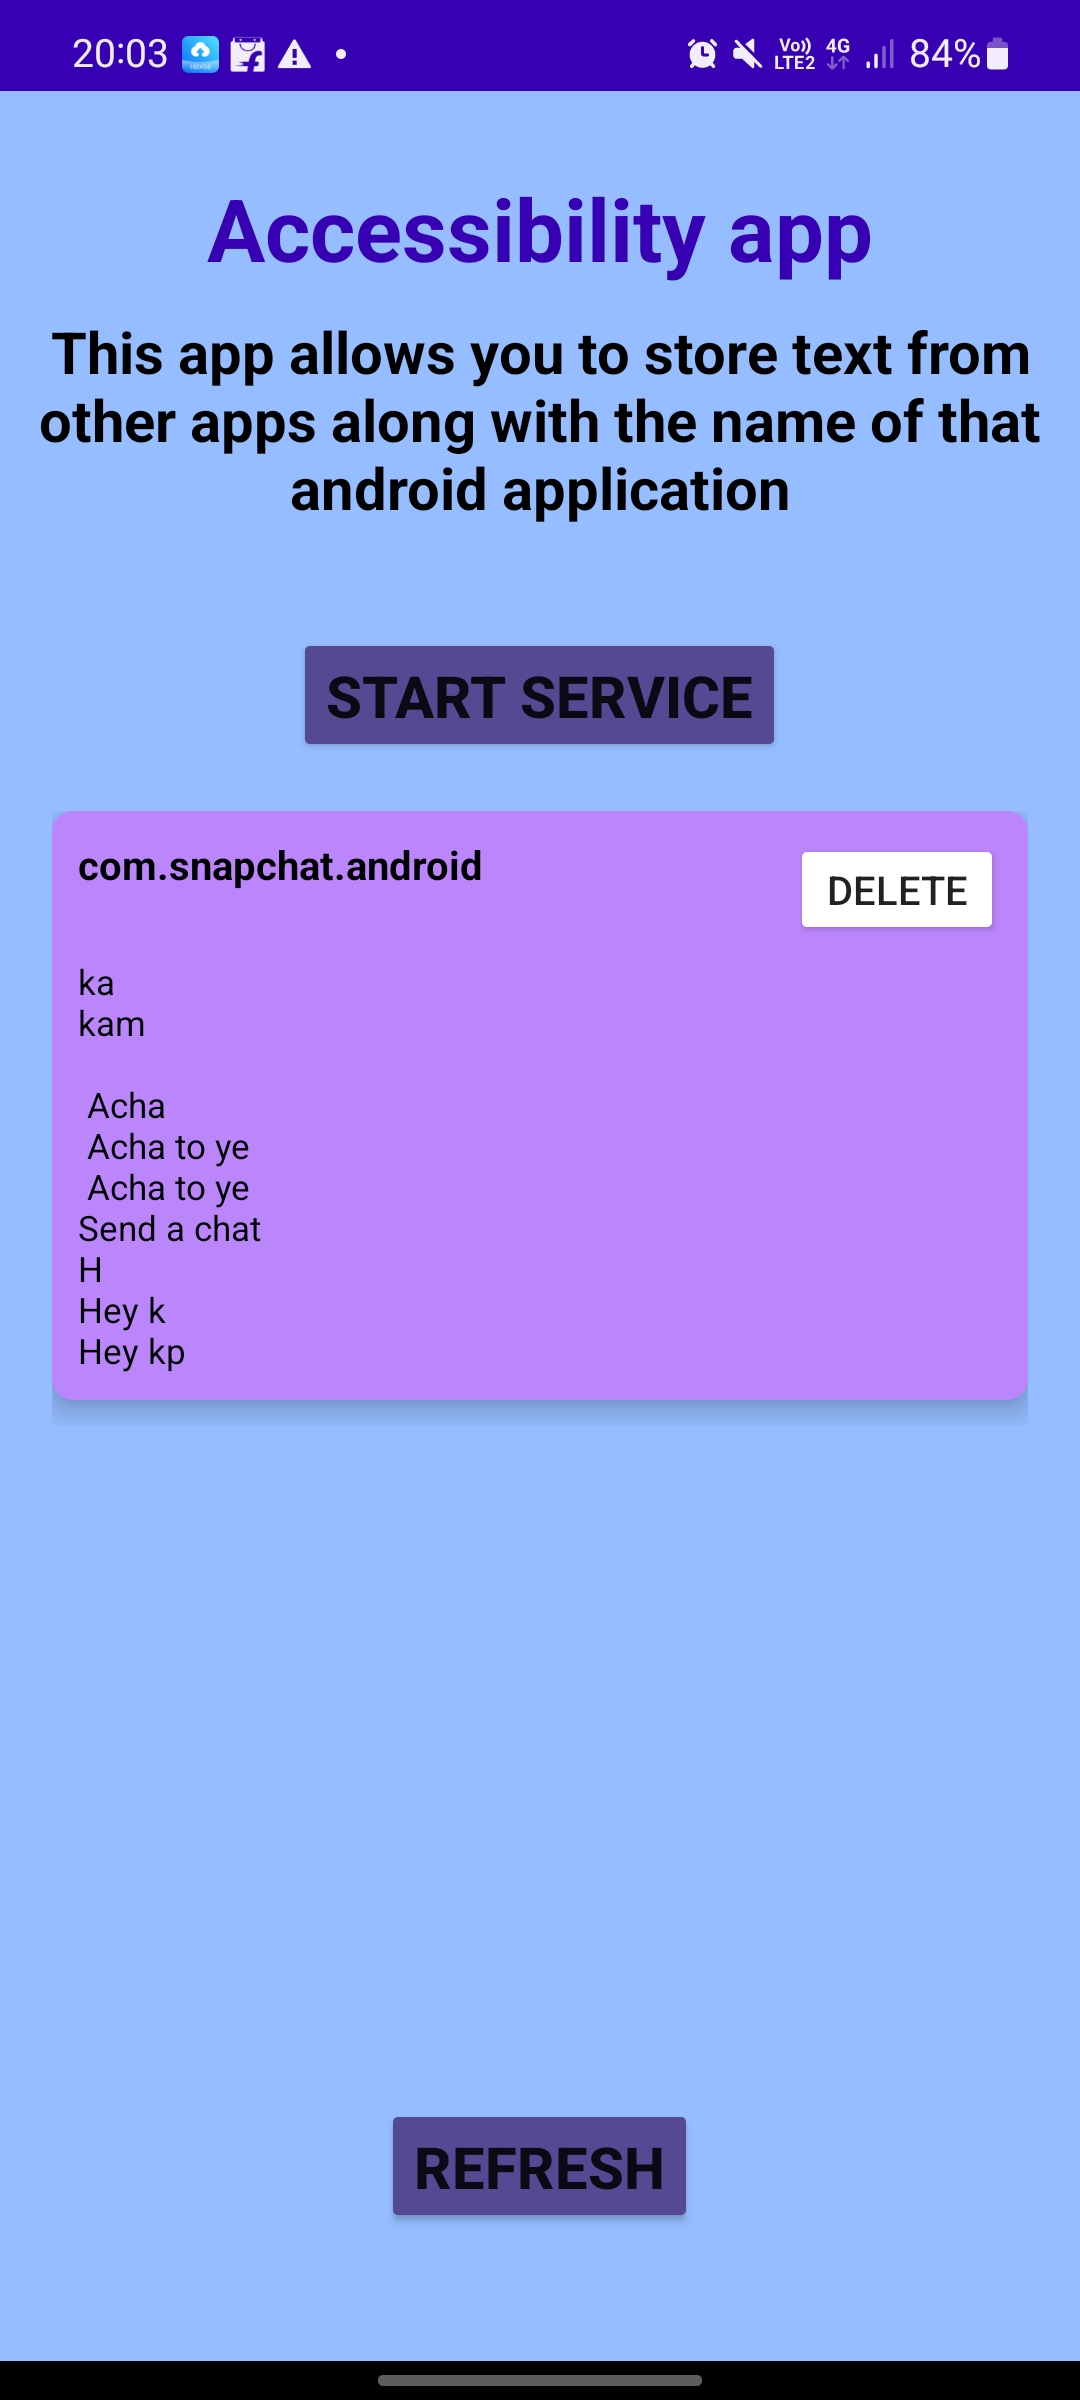 20:03
Vo)) 4G 84%
LTE2
Accessibility app
This app allows you to store text from
other apps along with the name of that
android application
START SERVICE
com.snapchat.android
DELETE
ka
kam
Acha
Acha to ye
Acha to ye
Send a chat
H
Hey k
Hey kp
REFRESH